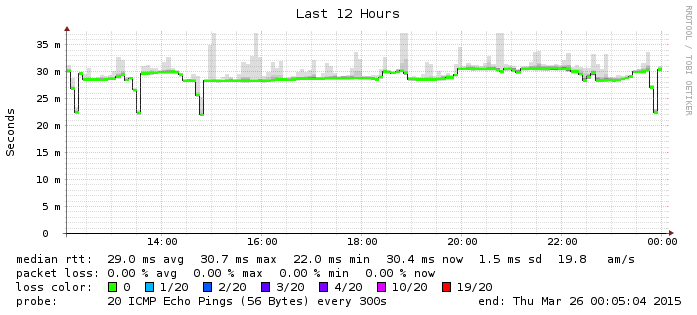 Last 12 Hours
RRDTOOL / TOBI OETIKER
Seconds
35 m
30 m
25 m
20 m
15 m
10 m
5 m
0
14:00 16:00 18:00 20:00 22:00 00:00
median rtt: 29.0 ms avg 30.7 ms max 22.0 ms min 30.4 ms now 1.5 ms sd 19.8 am/s
packet loss: 0.00 % avg 0.00 % max 0.00 % min 0.00 % now
loss color: 0 1/20 2/20 3/20 4/20 10/20 19/20
probe: 20 ICMP Echo Pings (56 Bytes) every 300s end: Thu Mar 26 00:05:04 2015